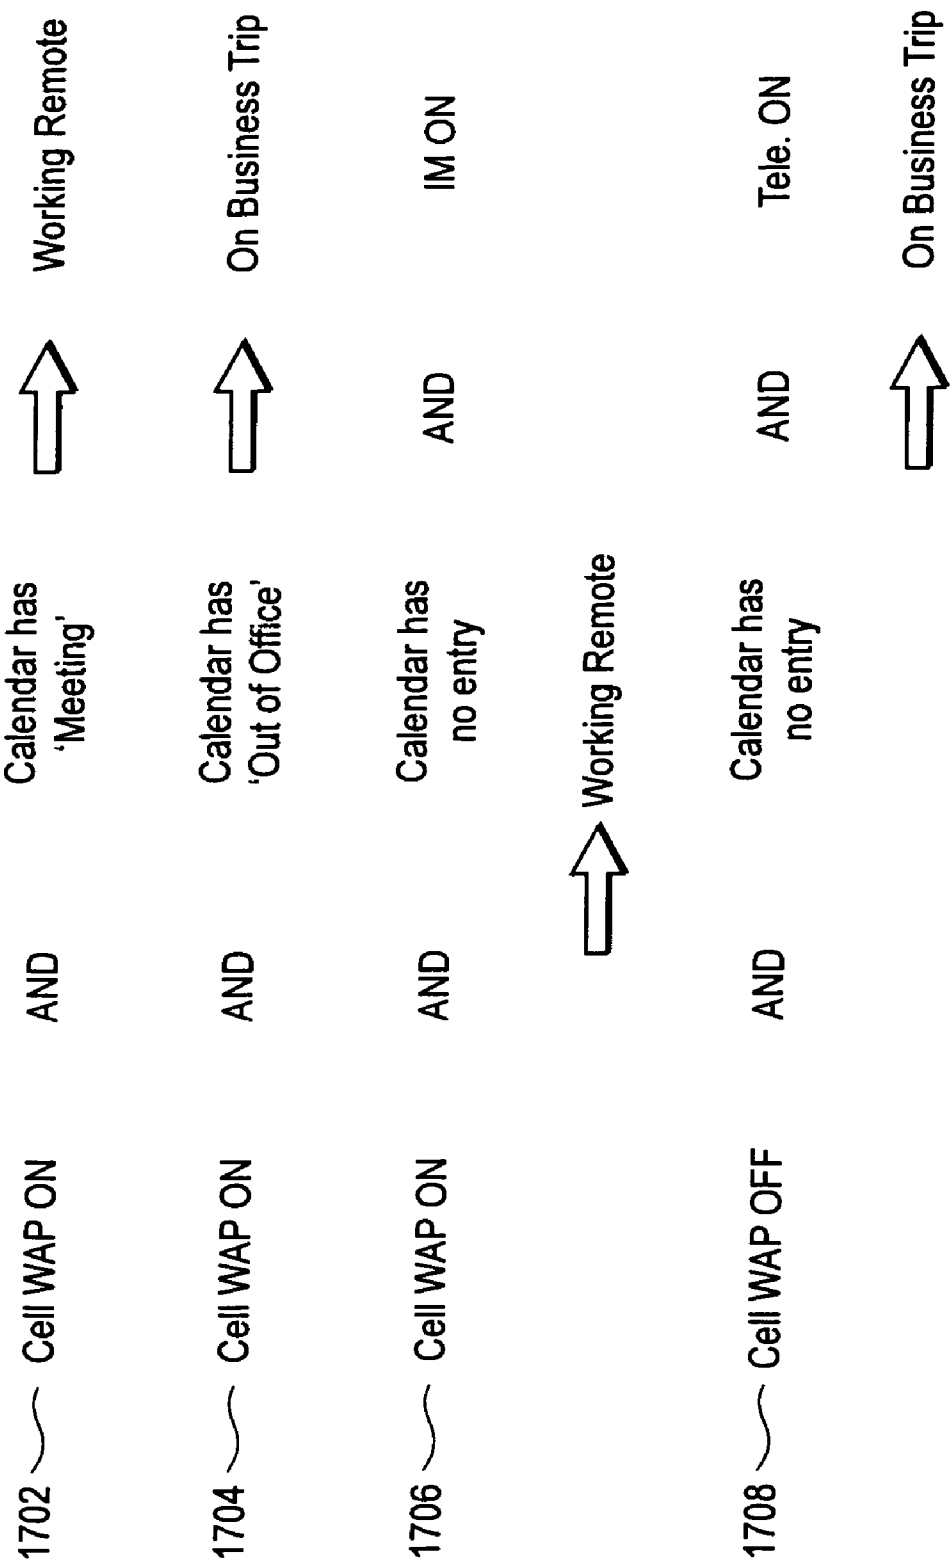 1702 Cell WAP ON AND Calendar has 'Meeting' Working Remote
1704 Cell WAP ON AND Calendar has 'Out of Office' On Business Trip
1706 Cell WAP ON AND Calendar has no entry AND IM ON
Working Remote
1708 Cell WAP OFF AND Calendar has no entry AND Tele. ON
On Business Trip